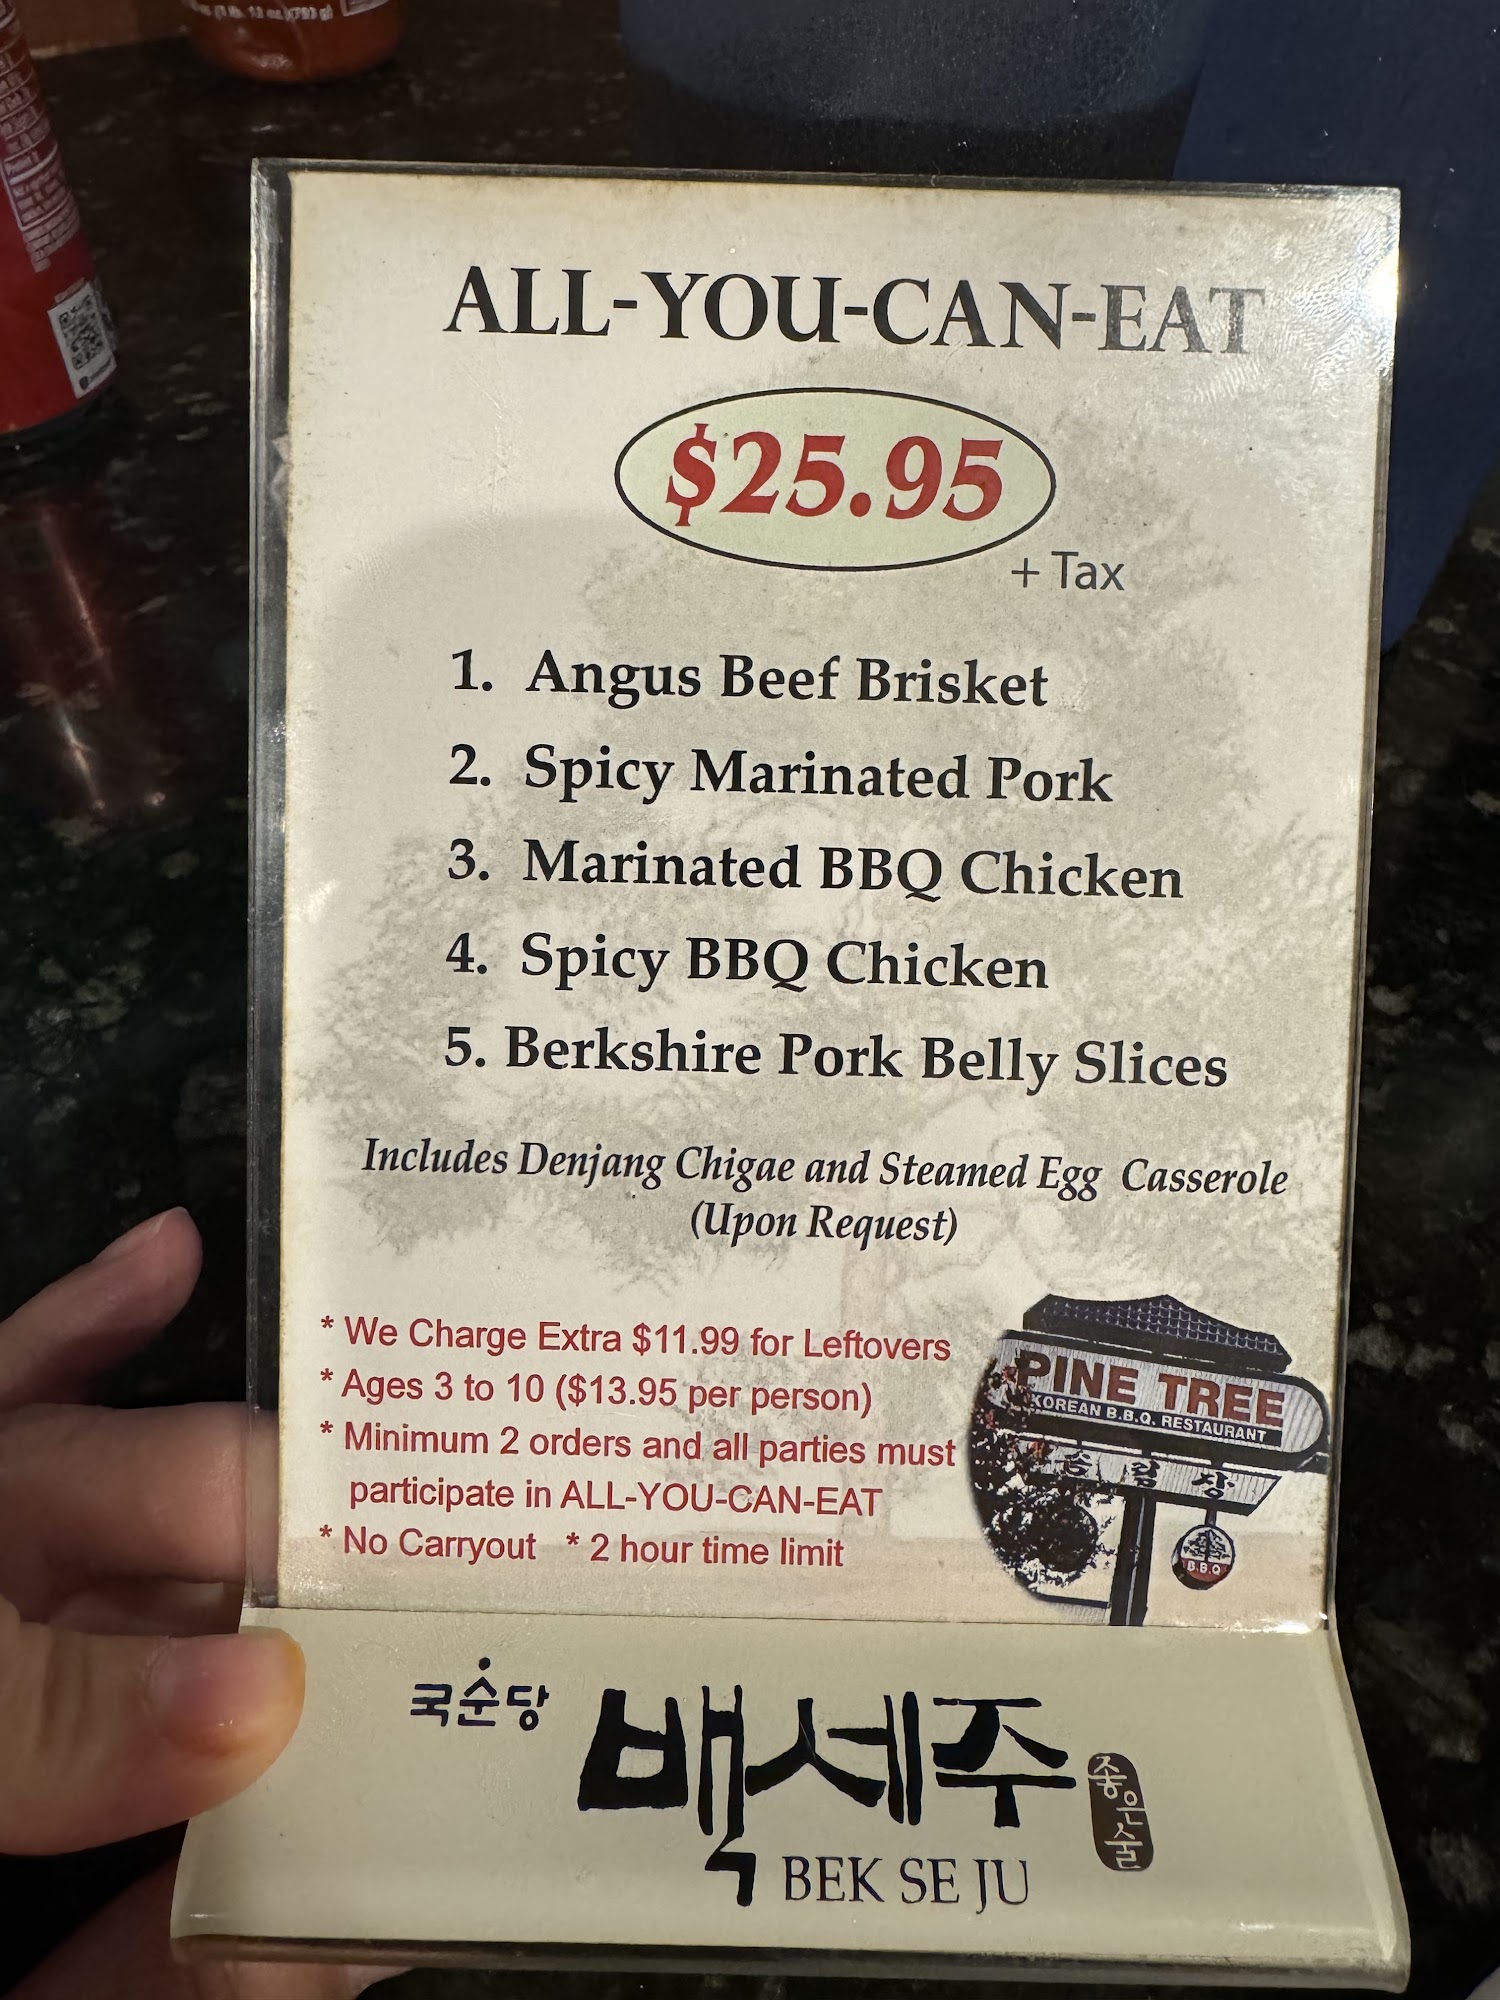 ALL-YOU-CAN-EAT
$25.95
+ Tax
1. Angus Beef Brisket
2. Spicy Marinated Pork
3. Marinated BBQ Chicken
4. Spicy BBQ Chicken
5. Berkshire Pork Belly Slices
Includes Denjang Chigae and Steamed Egg Casserole
(Upon Request)
* We Charge Extra $11.99 for Leftovers
* Ages 3 to 10 ($13.95 per person)
* Minimum 2 orders and all parties must
participate in ALL-YOU-CAN-EAT
* No Carryout * 2 hour time limit
PINE TREE
KOREAN B.B.Q. RESTAURANT
B.B.Q
국순당
백세주
좋은술
BEK SE JU